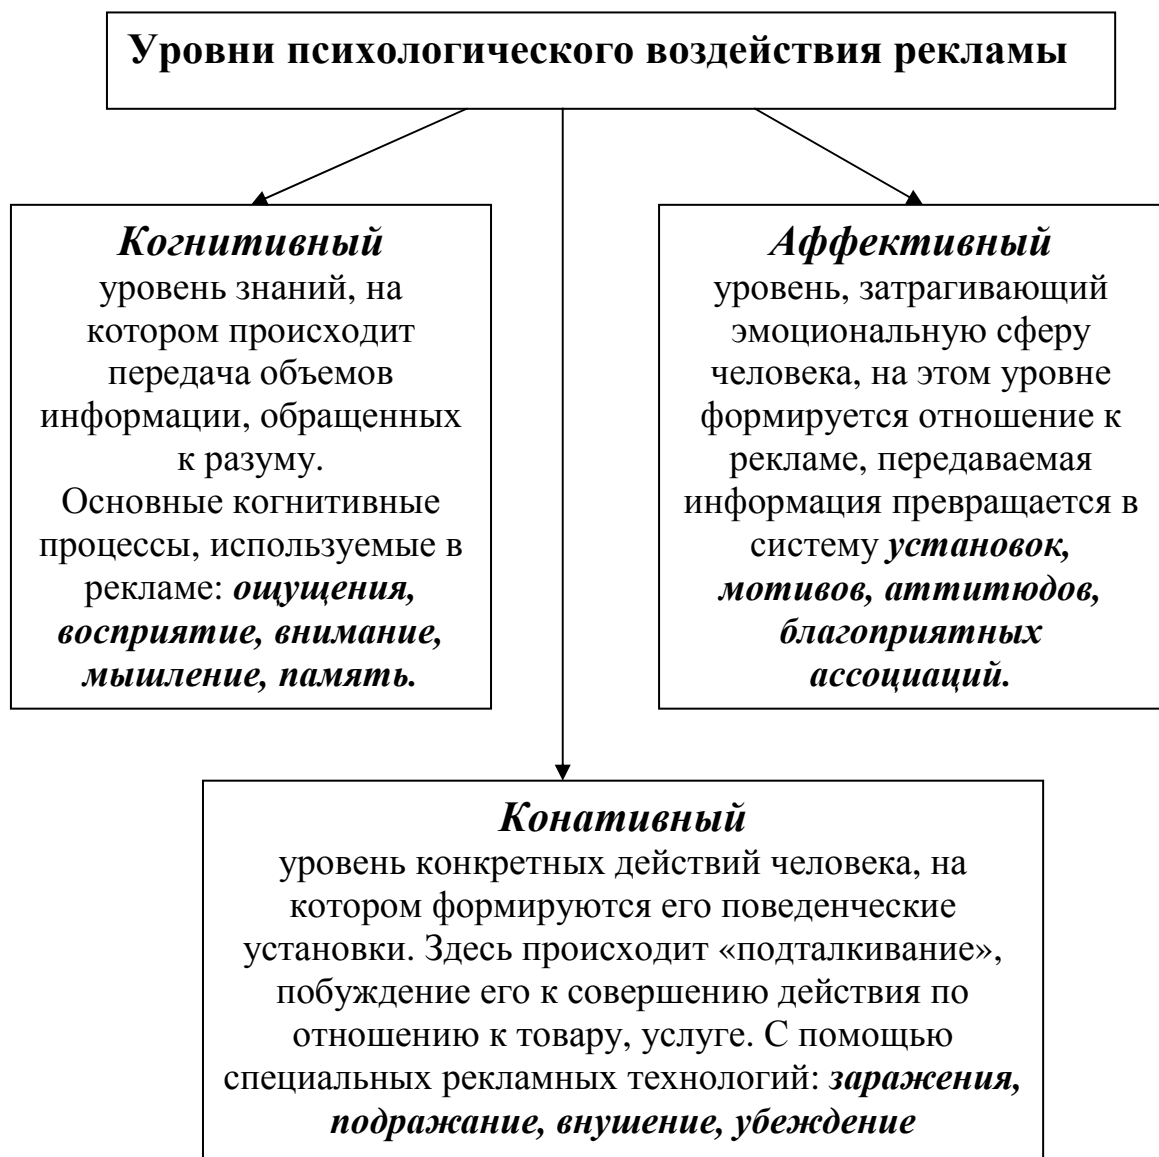 Уровни психологического воздействия рекламы
Когнитивный
уровень знаний, на
котором происходит
передача объемов
информации, обращенных
к разуму.
Основные когнитивные
процессы, используемые в
рекламе: ощущения,
восприятие, внимание,
мышление, память.
Аффективный
уровень, затрагивающий
эмоциональную сферу
человека, на этом уровне
формируется отношение к
рекламе, передаваемая
информация превращается в
систему установок,
мотивов, аттитюдов,
благоприятных
ассоциаций.
Конативный
уровень конкретных действий человека, на
котором формируются его поведенческие
установки. Здесь происходит «подталкивание»,
побуждение его к совершению действия по
отношению к товару, услуге. С помощью
специальных рекламных технологий: заражения,
подражание, внушение, убеждение